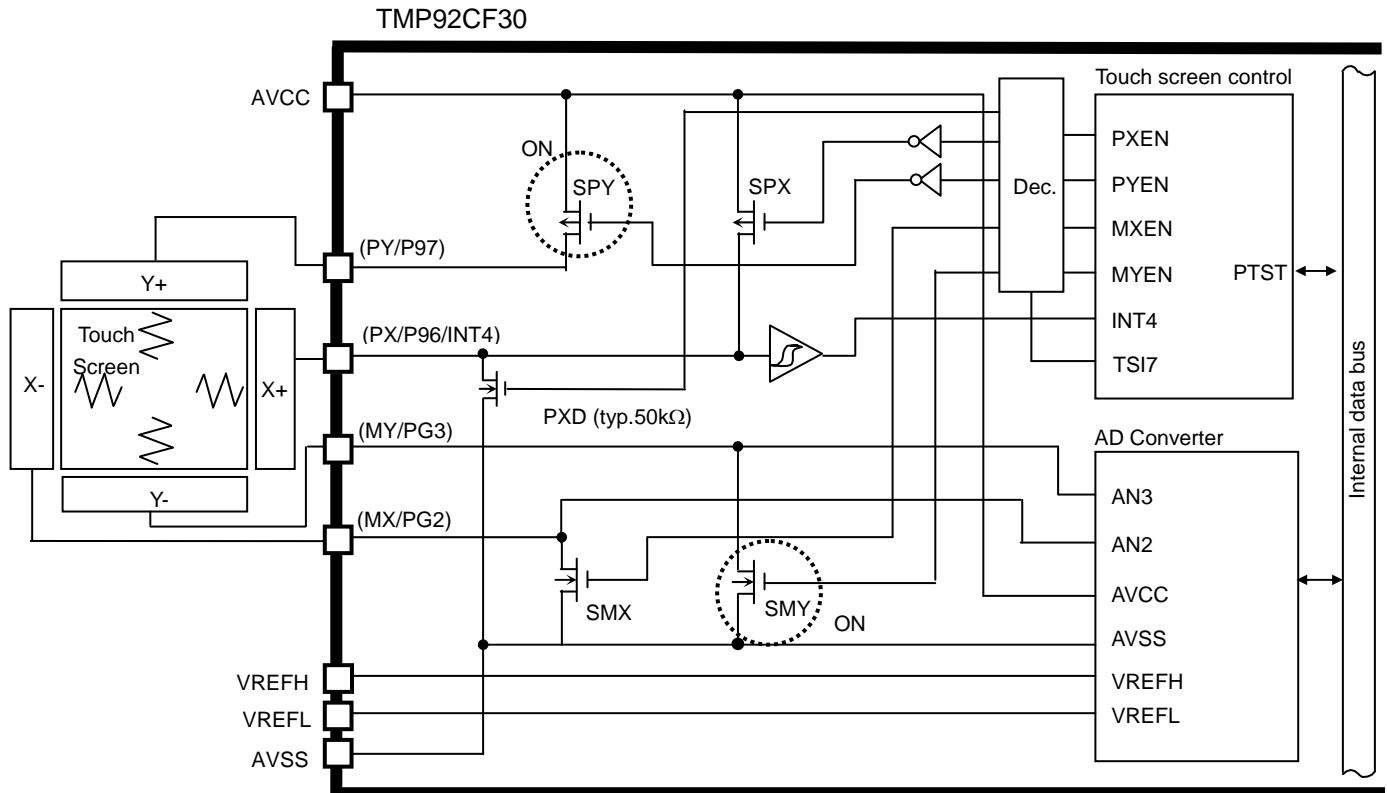 TMP92CF30
AVCC
ON
SPY
SPX
Dec.
Touch screen control
PXEN
PYEN
MXEN
MYEN
PTST
INT4
TSI7
Internal data bus
(PY/P97)
Y+
(PX/P96/INT4)
Touch
Screen
X-
X+
PXD (typ.50kΩ)
(MY/PG3)
Y-
(MX/PG2)
SMX
SMY
ON
AD Converter
AN3
AN2
AVCC
AVSS
VREFH
VREFL
VREFH
VREFL
AVSS